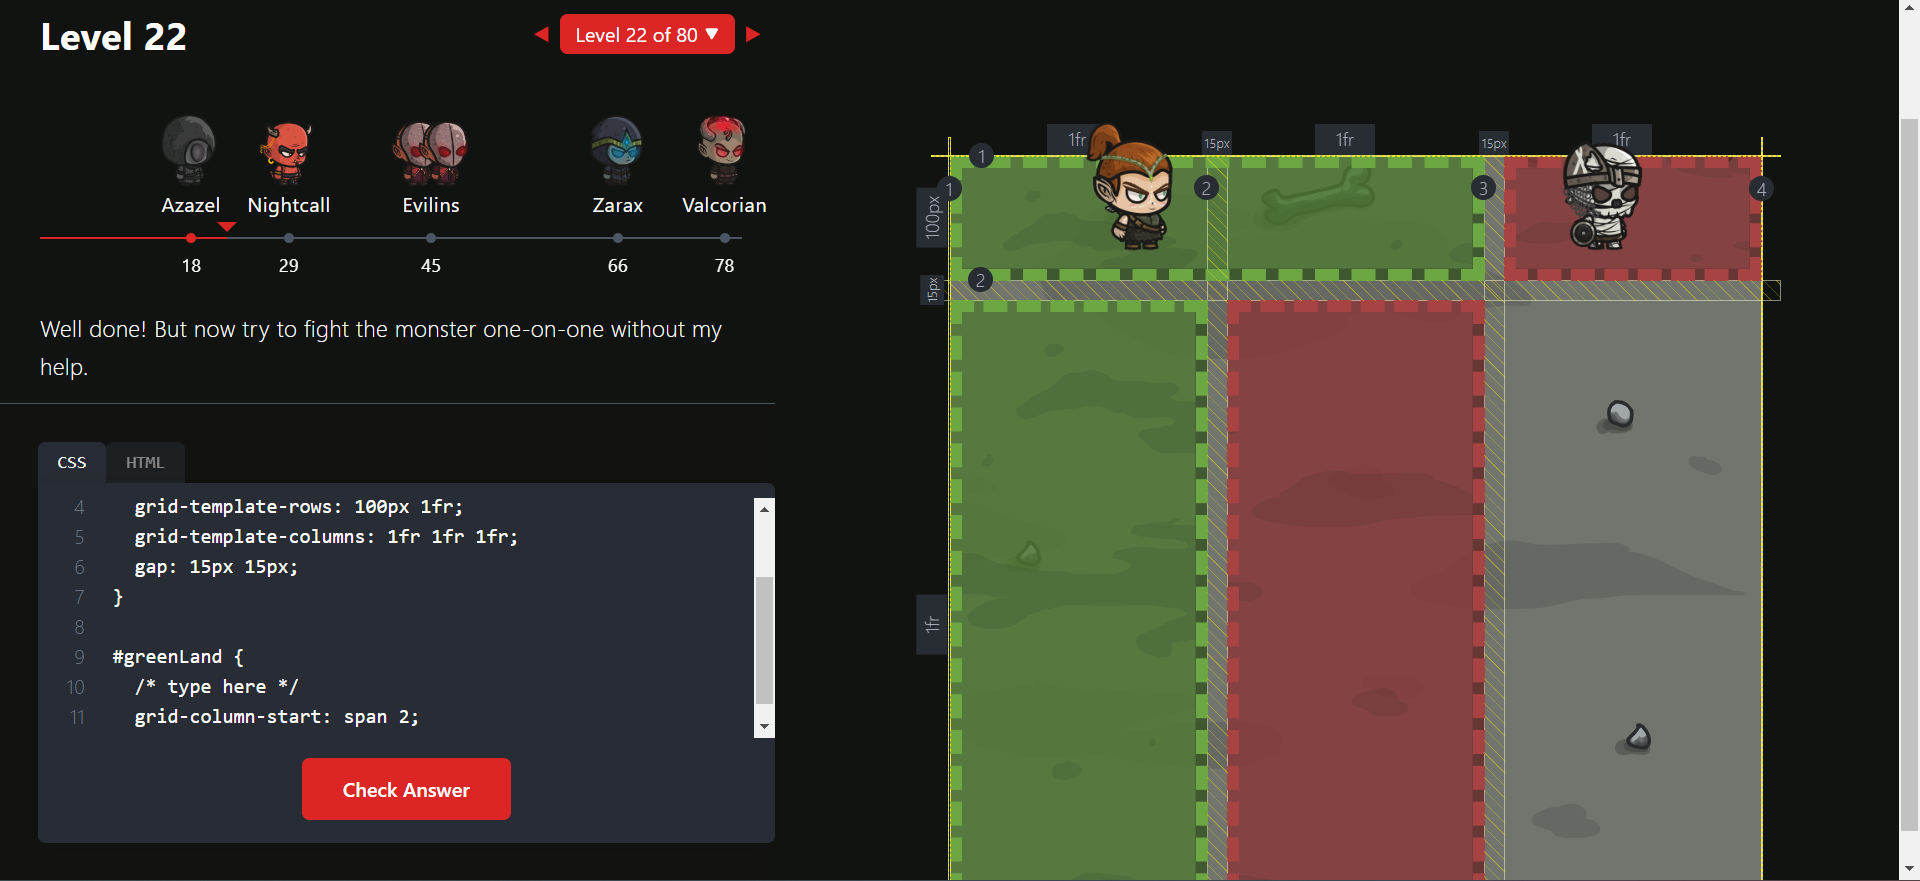 Level 22
Level 22 of 80 ▼
Azazel
Nightcall
Evilins
Zarax
Valcorian
18
29
45
66
78
Well done! But now try to fight the monster one-on-one without my
help.
CSS
HTML
4 grid-template-rows: 100px 1fr;
5 grid-template-columns: 1fr 1fr 1fr;
6 gap: 15px 15px;
7 }
8
9 #greenLand {
10 /* type here */
11 grid-column-start: span 2;
Check Answer
1fr
15px
1fr
15px
1fr
1
1
2
3
4
100px
2
15px
1fr